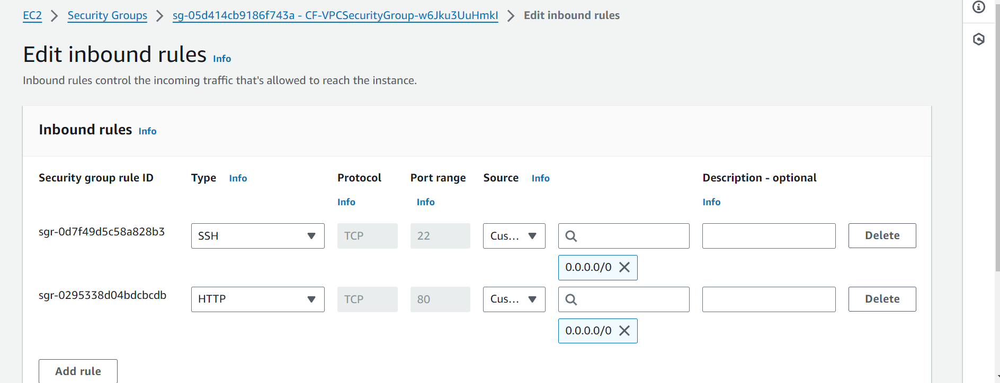 EC2 Security Groups sg-05d414cb9186f743a - CF-VPCSecurityGroup-w6Jku3UuHmkI Edit inbound rules
Edit inbound rules Info
Inbound rules control the incoming traffic that's allowed to reach the instance.
Inbound rules Info
Security group rule ID Type Info Protocol Port range Source Info Description - optional
Info Info Info
sgr-0d7f49d5c58a828b3 SSH TCP 22 Cus... Delete
0.0.0.0/0
sgr-0295338d04bdcbcdb HTTP TCP 80 Cus... Delete
0.0.0.0/0
Add rule